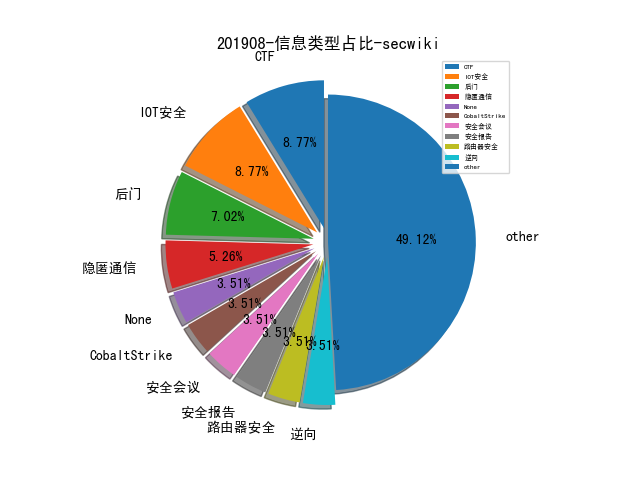 201908-信息类型占比-secwiki
CTF
IOT安全
后门
隐匿通信
None
CobaltStrike
安全会议
安全报告
路由器安全
逆向
other
8.77%
8.77%
7.02%
5.26%
3.51%
3.51%
3.51%
3.51%
3.51%
3.51%
49.12%
CTF
IOT安全
后门
隐匿通信
None
CobaltStrike
安全会议
安全报告
路由器安全
逆向
other